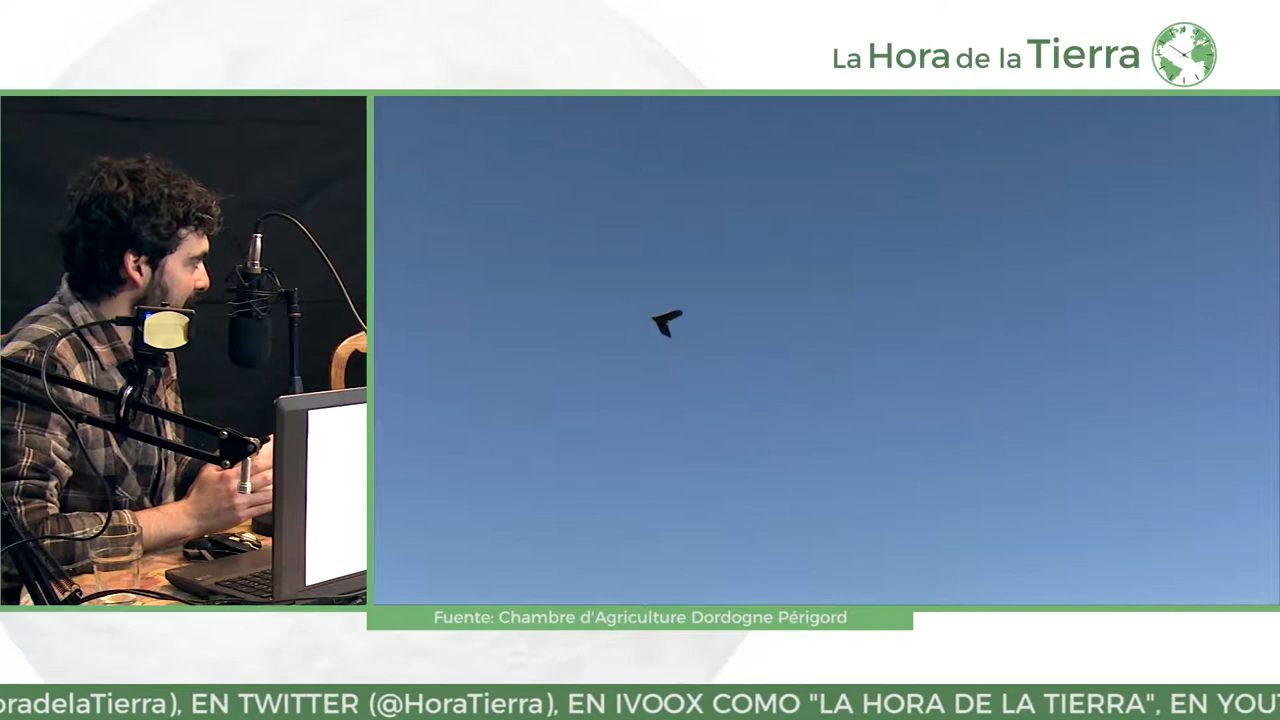 La Hora de la Tierra
Fuente: Chambre d'Agriculture Dordogne Périgord
oradelaTierra), EN TWITTER (@HoraTierra), EN IVOOX COMO "LA HORA DE LA TIERRA", EN YOU